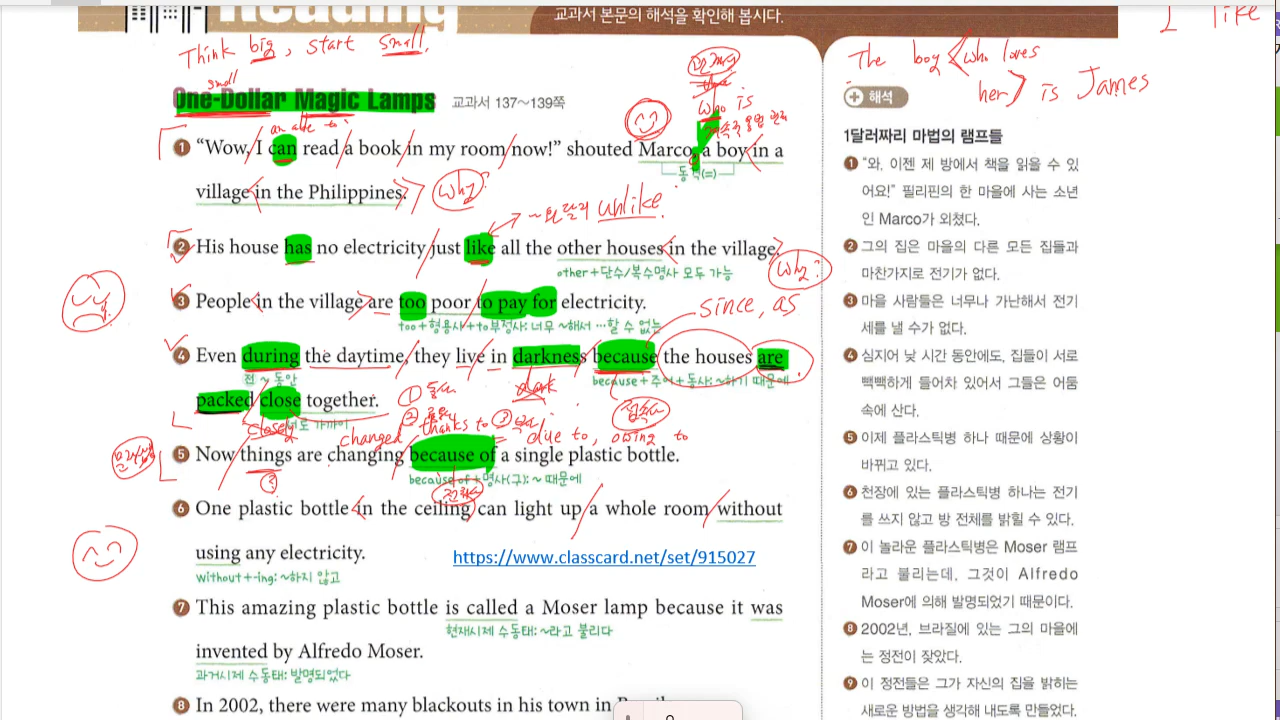 Reading
교과서 본문의 해석을 확인해 봅시다.
I like
Think big, start small.
small
The boy who loves
her is James
One-Dollar Magic Lamps 교과서 137~139쪽
who is
an able to
1 “Wow, I can read a book in my room now!” shouted Marco, a boy in a
동격(=)
village in the Philippines.
why?
~와 달리 unlike
2 His house has no electricity just like all the other houses in the village.
other+단수/복수명사 모두 가능
why?
3 People in the village are too poor to pay for electricity.
too+형용사+to부정사: 너무 ~해서 …할 수 없는
since, as
4 Even during the daytime, they live in darkness because the houses are
전 ~ 동안
because+주어+동사: ~하기 때문에
packed close together.
dark
접속사
closely
changed
thanks to
due to, owing to
5 Now things are changing because of a single plastic bottle.
because of+명사(구): ~ 때문에
전치사
6 One plastic bottle in the ceiling can light up a whole room without
using any electricity.
without+-ing: ~하지 않고
https://www.classcard.net/set/915027
7 This amazing plastic bottle is called a Moser lamp because it was
현재시제 수동태: ~라고 불리다
invented by Alfredo Moser.
과거시제 수동태: 발명되었다
8 In 2002, there were many blackouts in his town in
해석
1달러짜리 마법의 램프들
1 “와, 이젠 제 방에서 책을 읽을 수 있
어요!” 필리핀의 한 마을에 사는 소년
인 Marco가 외쳤다.
2 그의 집은 마을의 다른 모든 집들과
마찬가지로 전기가 없다.
3 마을 사람들은 너무나 가난해서 전기
세를 낼 수가 없다.
4 심지어 낮 시간 동안에도, 집들이 서로
빽빽하게 들어차 있어서 그들은 어둠
속에 산다.
5 이제 플라스틱병 하나 때문에 상황이
바뀌고 있다.
6 천장에 있는 플라스틱병 하나는 전기
를 쓰지 않고 방 전체를 밝힐 수 있다.
7 이 놀라운 플라스틱병은 Moser 램프
라고 불리는데, 그것이 Alfredo
Moser에 의해 발명되었기 때문이다.
8 2002년, 브라질에 있는 그의 마을에
는 정전이 잦았다.
9 이 정전들은 그가 자신의 집을 밝히는
새로운 방법을 생각해 내도록 만들었다.